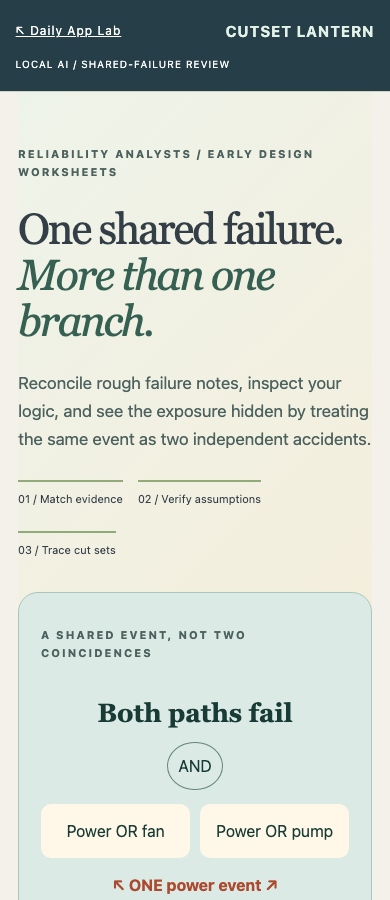 ↖ Daily App Lab
CUTSET LANTERN
LOCAL AI / SHARED-FAILURE REVIEW
RELIABILITY ANALYSTS / EARLY DESIGN
WORKSHEETS
One shared failure.
More than one
branch.
Reconcile rough failure notes, inspect your
logic, and see the exposure hidden by treating
the same event as two independent accidents.
01 / Match evidence
02 / Verify assumptions
03 / Trace cut sets
A SHARED EVENT, NOT TWO
COINCIDENCES
Both paths fail
AND
Power OR fan
Power OR pump
↖ ONE power event ↗